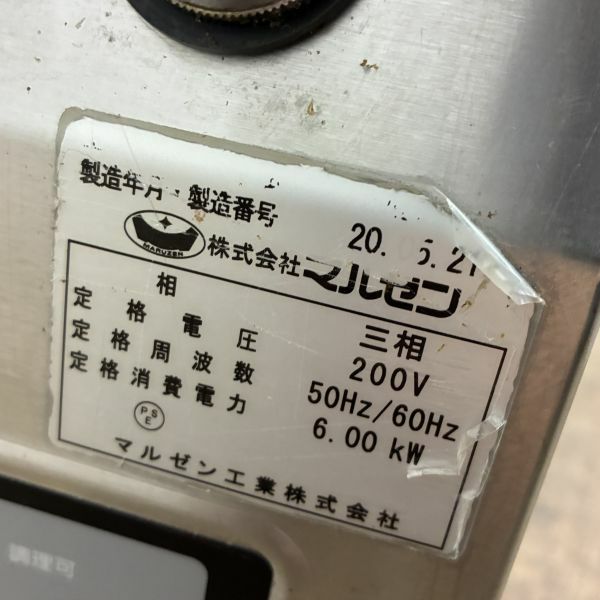 製造年月・製造番号
20. 5.21
MARUZEN 株式会社マルゼン
相 三相
定格電圧 200V
定格周波数 50Hz/60Hz
定格消費電力 6.00 kW
PSE
マルゼン工業株式会社
調理可